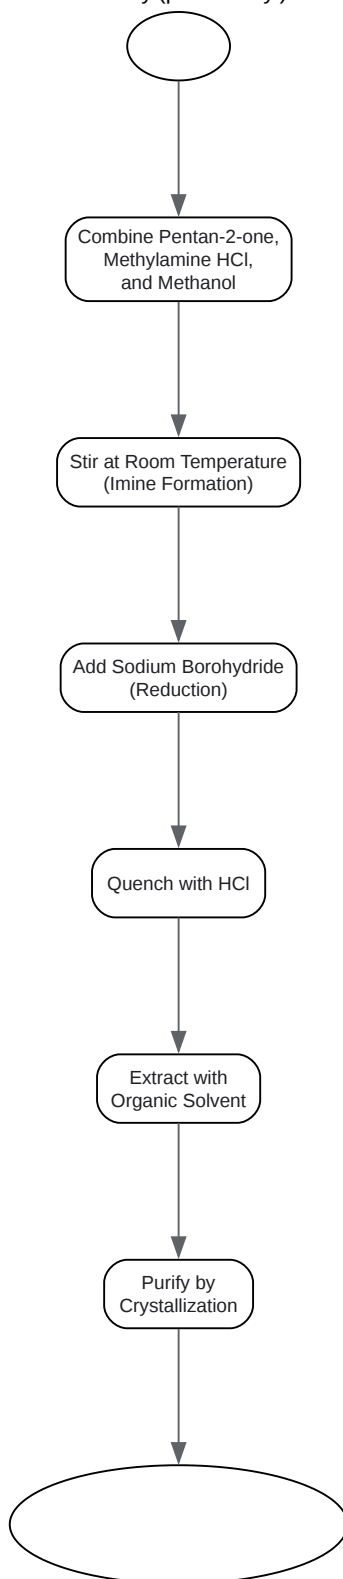 Combine Pentan-2-one,
Methylamine HCl,
and Methanol
Stir at Room Temperature
(Imine Formation)
Add Sodium Borohydride
(Reduction)
Quench with HCl
Extract with
Organic Solvent
Purify by
Crystallization